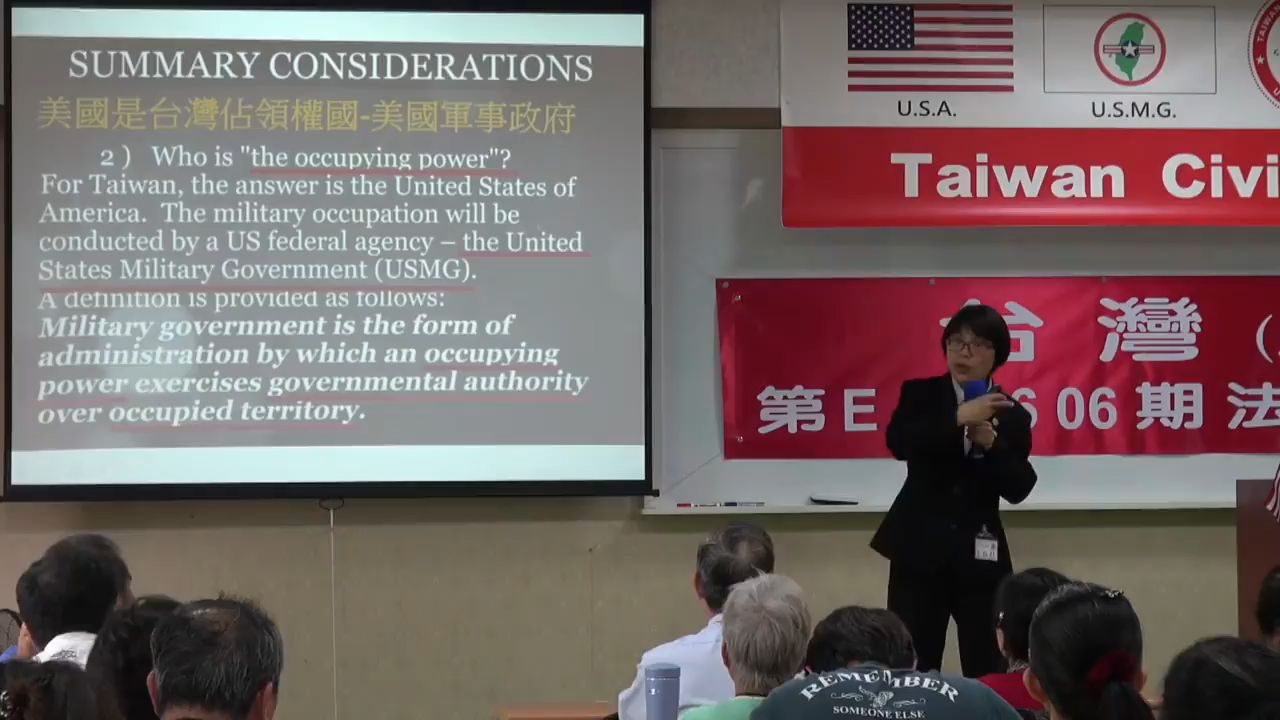 SUMMARY CONSIDERATIONS
美國是台灣佔領權國-美國軍事政府
2） Who is "the occupying power"?
For Taiwan, the answer is the United States of
America. The military occupation will be
conducted by a US federal agency – the United
States Military Government (USMG).
A definition is provided as follows:
Military government is the form of
administration by which an occupying
power exercises governmental authority
over occupied territory.
U.S.A.
U.S.M.G.
TAIWAN
Taiwan Civi
台灣（
第E 6 06期法
REMEMBER
SOMEONE ELSE